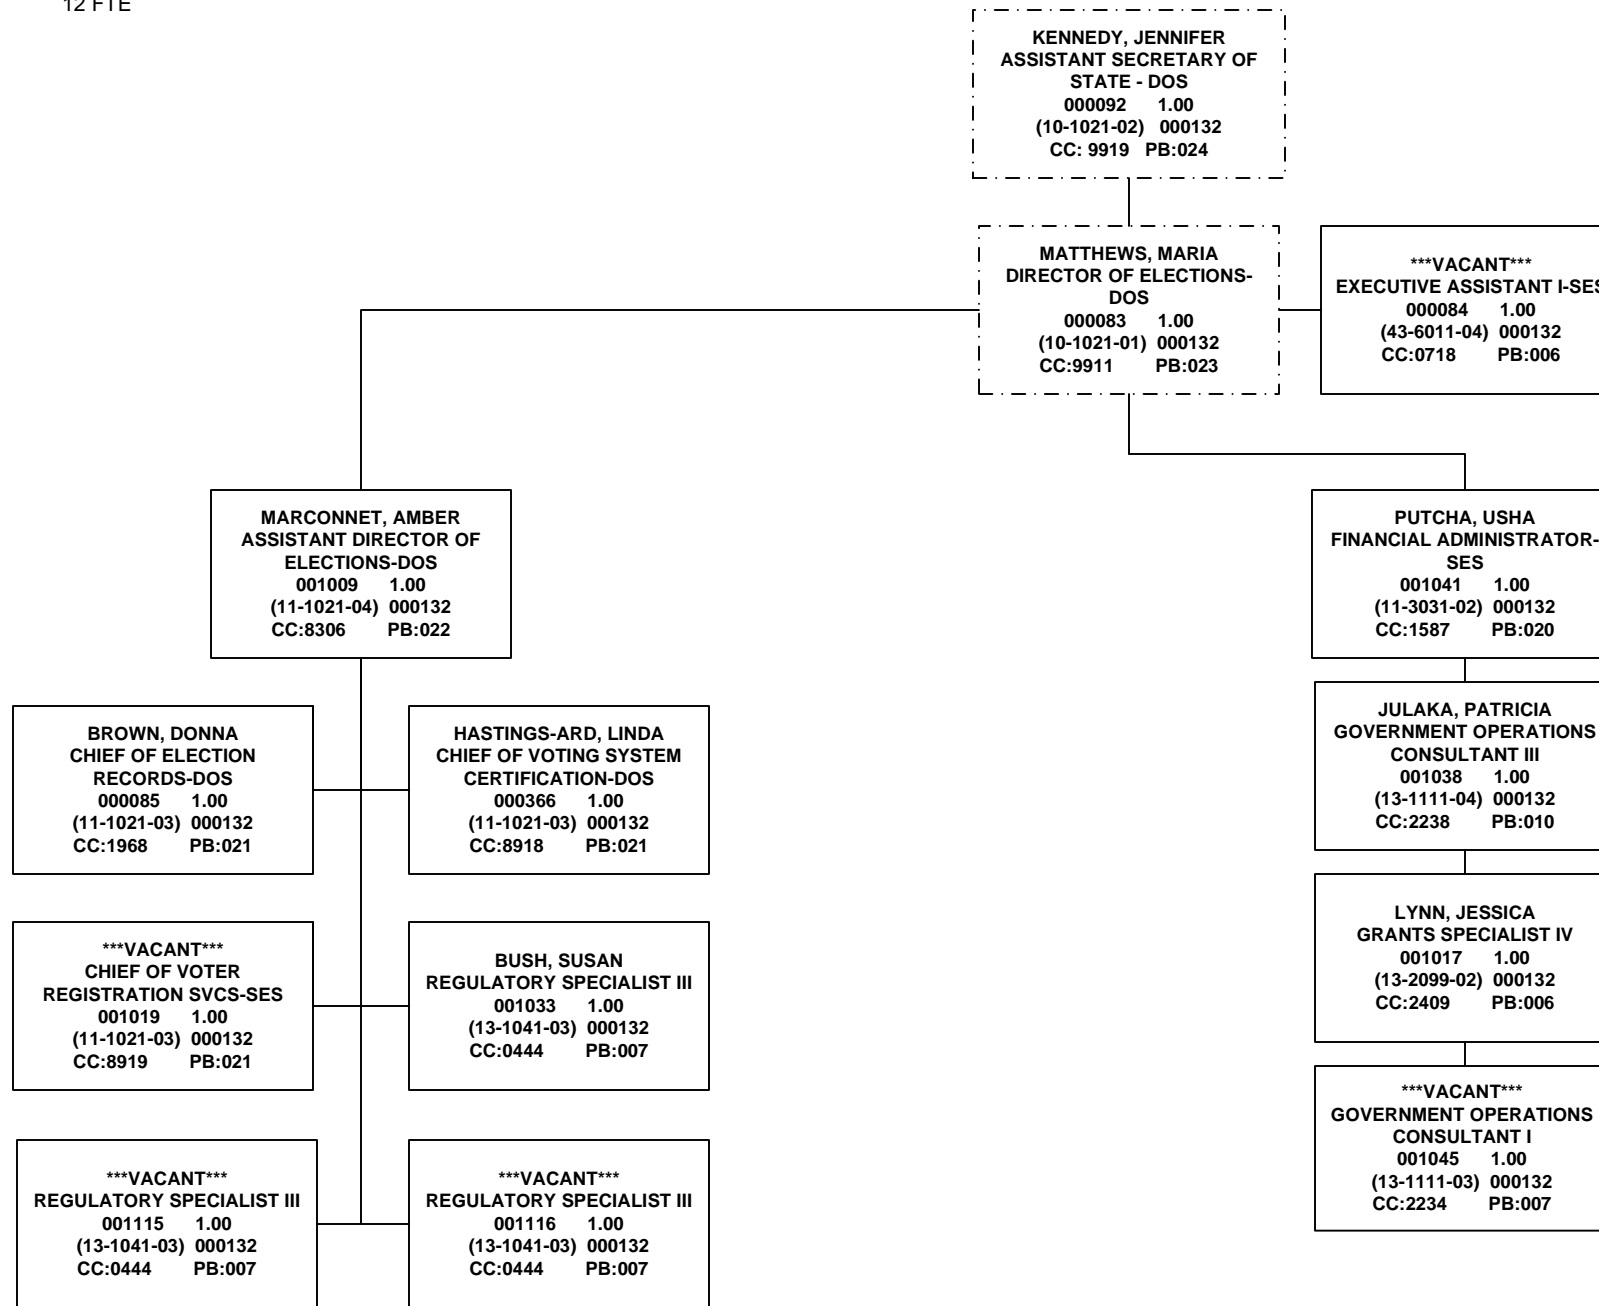 12 FTE
KENNEDY, JENNIFER
ASSISTANT SECRETARY OF
STATE - DOS
000092 1.00
(10-1021-02) 000132
CC: 9919 PB:024
MATTHEWS, MARIA
DIRECTOR OF ELECTIONS-
DOS
000083 1.00
(10-1021-01) 000132
CC:9911 PB:023
***VACANT***
EXECUTIVE ASSISTANT I-SES
000084 1.00
(43-6011-04) 000132
CC:0718 PB:006
MARCONNET, AMBER
ASSISTANT DIRECTOR OF
ELECTIONS-DOS
001009 1.00
(11-1021-04) 000132
CC:8306 PB:022
PUTCHA, USHA
FINANCIAL ADMINISTRATOR-
SES
001041 1.00
(11-3031-02) 000132
CC:1587 PB:020
BROWN, DONNA
CHIEF OF ELECTION
RECORDS-DOS
000085 1.00
(11-1021-03) 000132
CC:1968 PB:021
HASTINGS-ARD, LINDA
CHIEF OF VOTING SYSTEM
CERTIFICATION-DOS
000366 1.00
(11-1021-03) 000132
CC:8918 PB:021
JULAKA, PATRICIA
GOVERNMENT OPERATIONS
CONSULTANT III
001038 1.00
(13-1111-04) 000132
CC:2238 PB:010
***VACANT***
CHIEF OF VOTER
REGISTRATION SVCS-SES
001019 1.00
(11-1021-03) 000132
CC:8919 PB:021
BUSH, SUSAN
REGULATORY SPECIALIST III
001033 1.00
(13-1041-03) 000132
CC:0444 PB:007
LYNN, JESSICA
GRANTS SPECIALIST IV
001017 1.00
(13-2099-02) 000132
CC:2409 PB:006
***VACANT***
REGULATORY SPECIALIST III
001115 1.00
(13-1041-03) 000132
CC:0444 PB:007
***VACANT***
REGULATORY SPECIALIST III
001116 1.00
(13-1041-03) 000132
CC:0444 PB:007
***VACANT***
GOVERNMENT OPERATIONS
CONSULTANT I
001045 1.00
(13-1111-03) 000132
CC:2234 PB:007